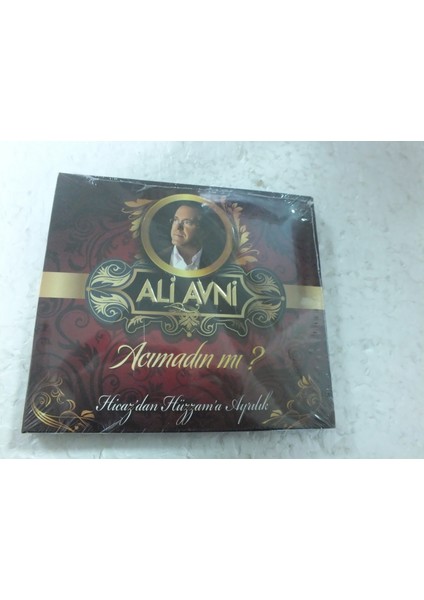 ALİ AVNİ
Acımadın mı ?
Hicaz'dan Hüzzam'a Ayrılık